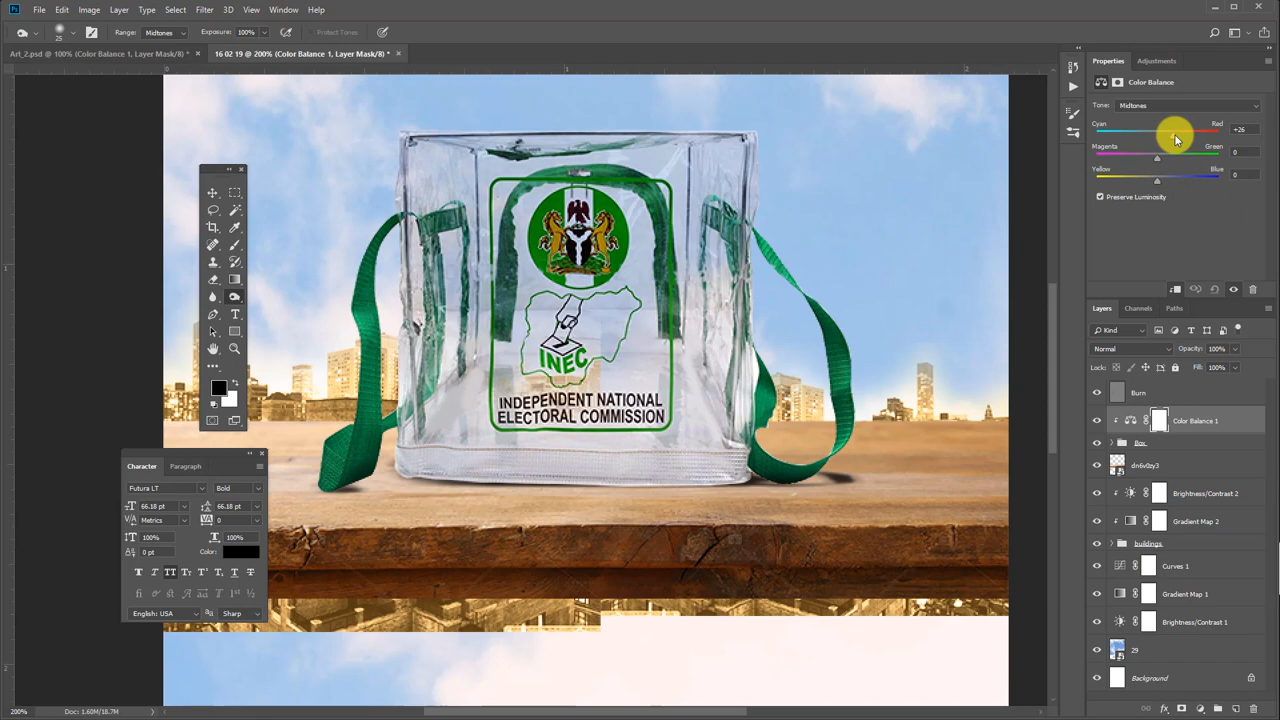 Ps File Edit Image Layer Type Select Filter 3D View Window Help
25 Range: Midtones Exposure: 100% Protect Tones
Art_2.psd @ 100% (Color Balance 1, Layer Mask/8) * × 16 02 19 @ 200% (Color Balance 1, Layer Mask/8) * ×
0 1 2
Properties Adjustments
Color Balance
Tone: Midtones
Cyan Red +26
Magenta Green 0
Yellow Blue 0
Preserve Luminosity
INEC
INDEPENDENT NATIONAL
ELECTORAL COMMISSION
Character Paragraph
Futura LT Bold
66.18 pt 66.18 pt
Metrics 0
100% 100%
0 pt Color:
English: USA Sharp
Layers Channels Paths
Kind
Normal Opacity: 100%
Lock: Fill: 100%
Burn
Color Balance 1
Box
dn6v0zy3
Brightness/Contrast 2
Gradient Map 2
buildings
Curves 1
Gradient Map 1
Brightness/Contrast 1
29
Background
200% Doc: 1.60M/18.7M